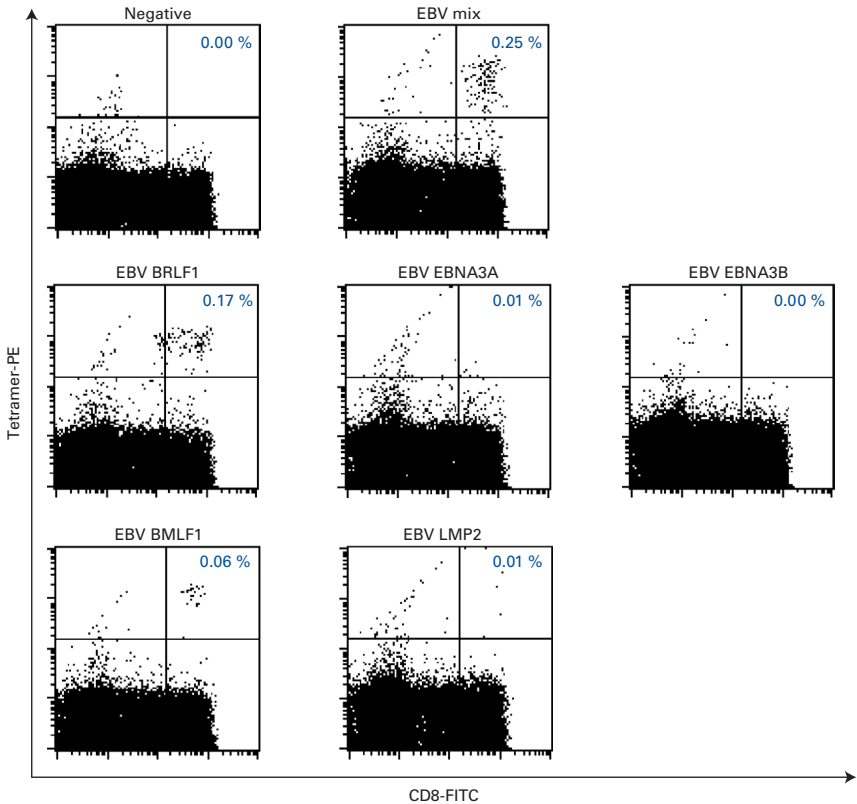 Negative
0.00 %
EBV mix
0.25 %
EBV BRLF1
0.17 %
EBV EBNA3A
0.01 %
EBV EBNA3B
0.00 %
EBV BMLF1
0.06 %
EBV LMP2
0.01 %
Tetramer-PE
CD8-FITC